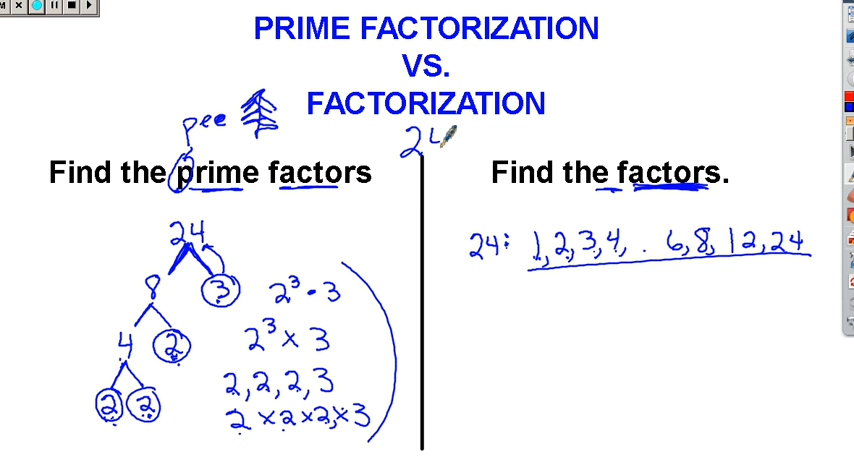 PRIME FACTORIZATION
VS.
FACTORIZATION
pee
24
Find the prime factors
24
8 3
4 2
2 2
2³ · 3
2³ × 3
2, 2, 2, 3
2 × 2 × 2, × 3
Find the factors.
24: 1, 2, 3, 4, . 6, 8, 12, 24